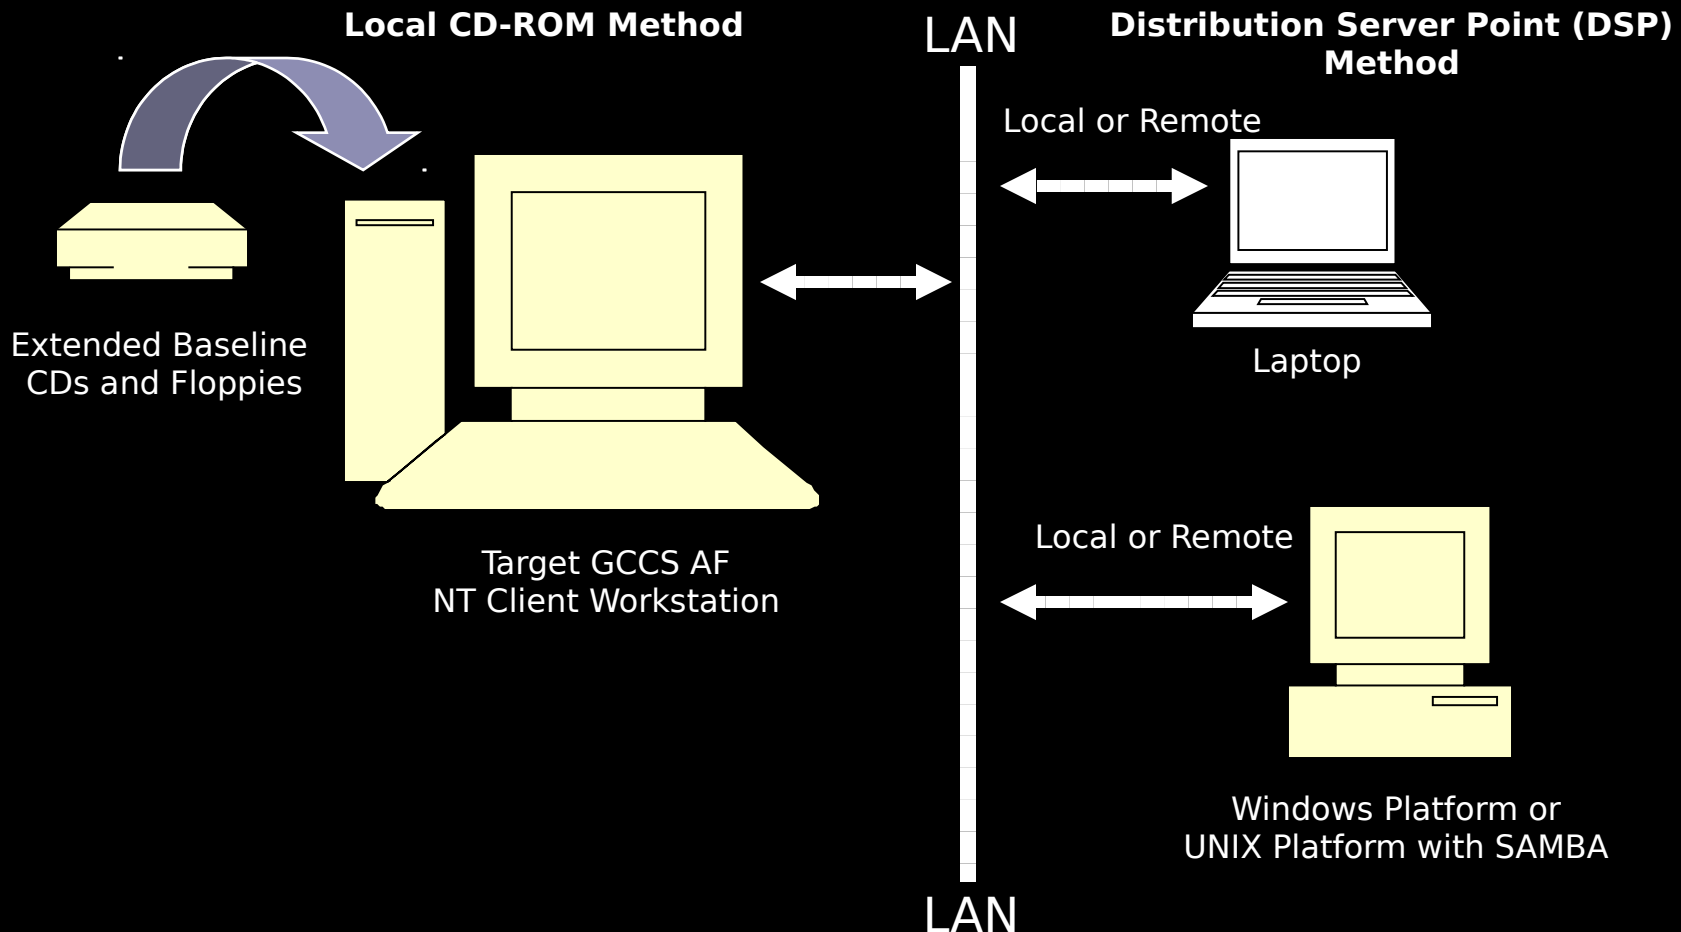 Local CD-ROM Method
LAN
Distribution Server Point (DSP)
Method
Local or Remote
Extended Baseline
CDs and Floppies
Laptop
Target GCCS AF
NT Client Workstation
Local or Remote
Windows Platform or
UNIX Platform with SAMBA
LAN